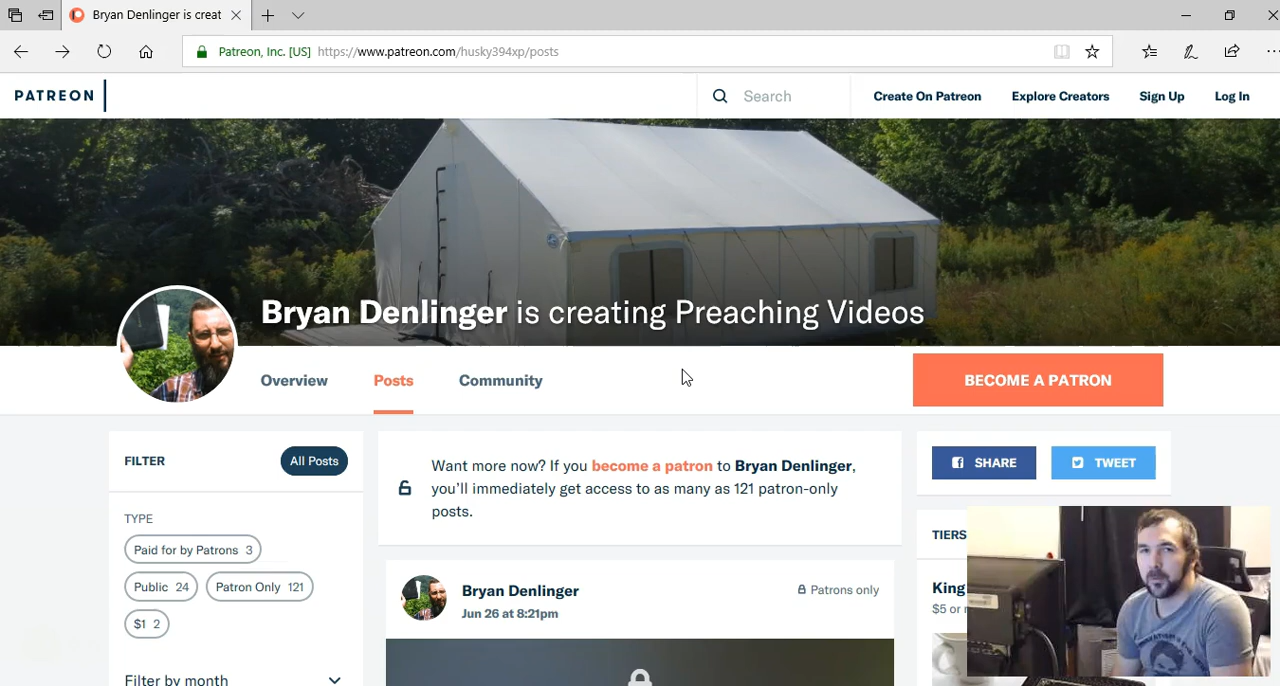 Bryan Denlinger is creat
Patreon, Inc. [US] https://www.patreon.com/husky394xp/posts
PATREON
Search
Create On Patreon
Explore Creators
Sign Up
Log In
Bryan Denlinger is creating Preaching Videos
Overview
Posts
Community
BECOME A PATRON
FILTER
All Posts
TYPE
Paid for by Patrons 3
Public 24
Patron Only 121
$1 2
Filter by month
Want more now? If you become a patron to Bryan Denlinger,
you'll immediately get access to as many as 121 patron-only
posts.
Bryan Denlinger
Jun 26 at 8:21pm
Patrons only
SHARE
TWEET
TIERS
King
$5 or